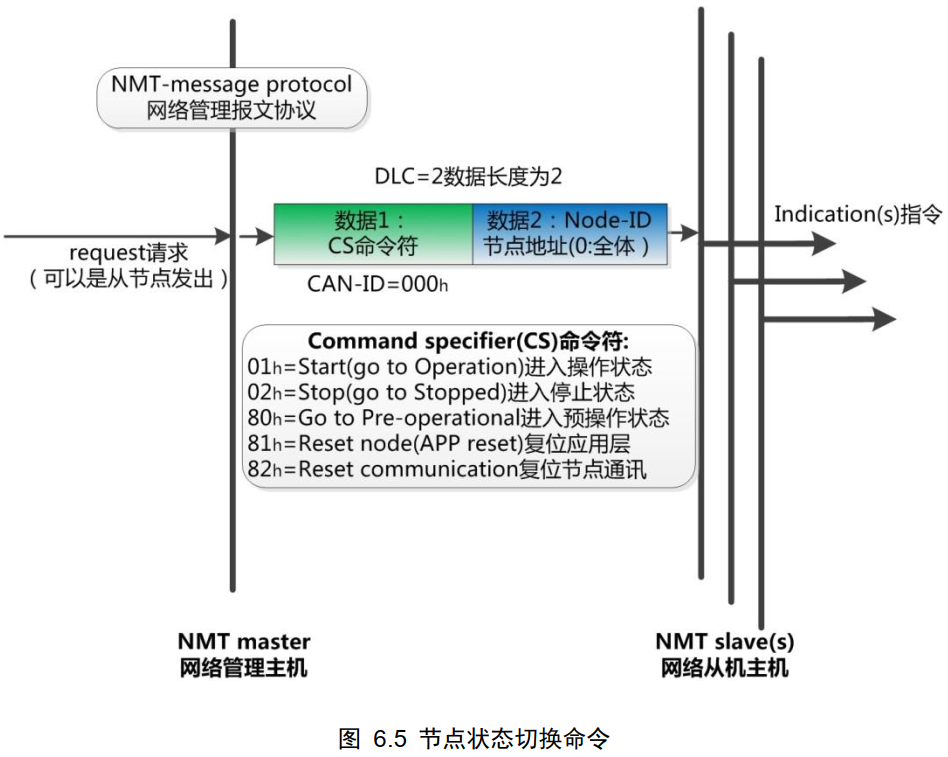 NMT-message protocol
网络管理报文协议
DLC=2数据长度为2
数据1：
CS命令符
数据2：Node-ID
节点地址(0:全体）
Indication(s)指令
request请求
（可以是从节点发出）
CAN-ID=000h
Command specifier(CS)命令符:
01h=Start(go to Operation)进入操作状态
02h=Stop(go to Stopped)进入停止状态
80h=Go to Pre-operational进入预操作状态
81h=Reset node(APP reset)复位应用层
82h=Reset communication复位节点通讯
NMT master
网络管理主机
NMT slave(s)
网络从机主机
图 6.5 节点状态切换命令